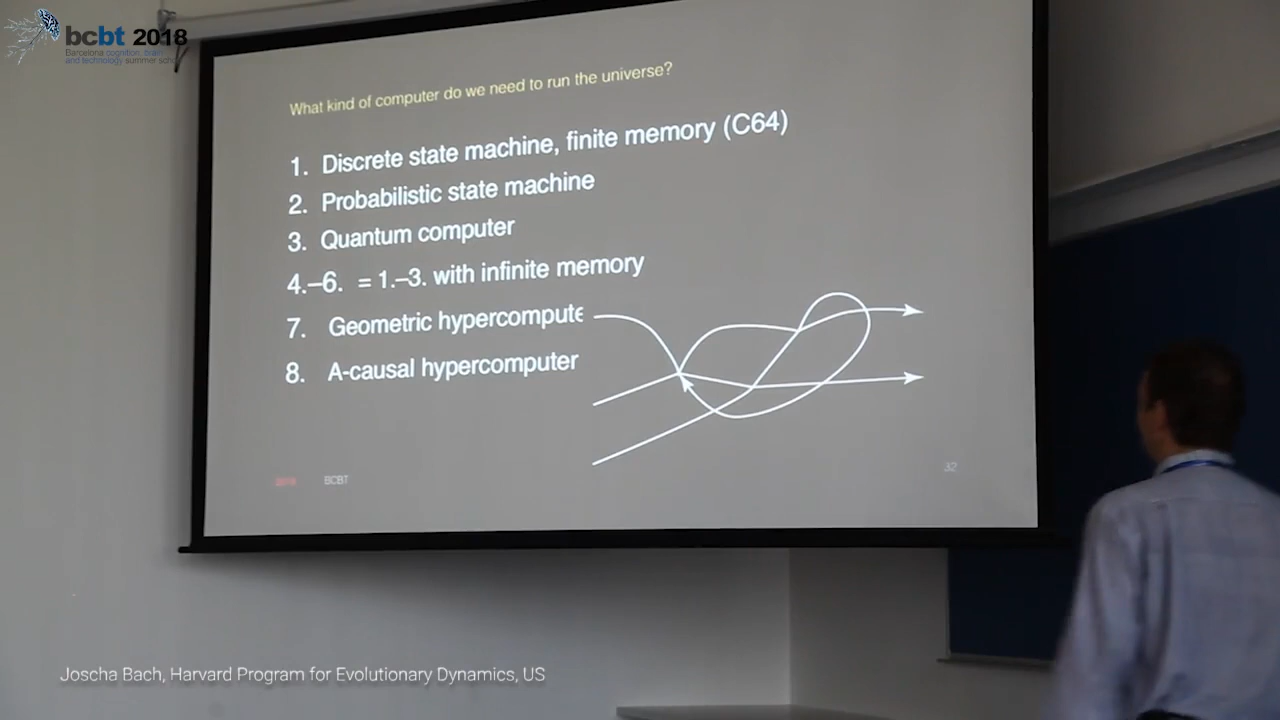 bcbt 2018
Barcelona cognition, brain
and technology summer school
What kind of computer do we need to run the universe?
1. Discrete state machine, finite memory (C64)
2. Probabilistic state machine
3. Quantum computer
4.–6. = 1.–3. with infinite memory
7. Geometric hypercompute
8. A-causal hypercomputer
BCBT
32
Joscha Bach, Harvard Program for Evolutionary Dynamics, US